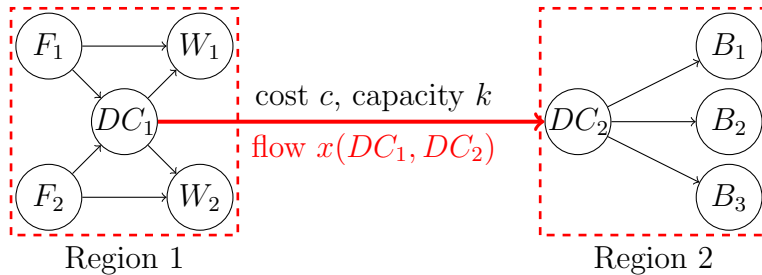 F₁ W₁ B₁
cost c, capacity k
DC₁ DC₂ B₂
flow x(DC₁, DC₂)
F₂ W₂ B₃
Region 1 Region 2